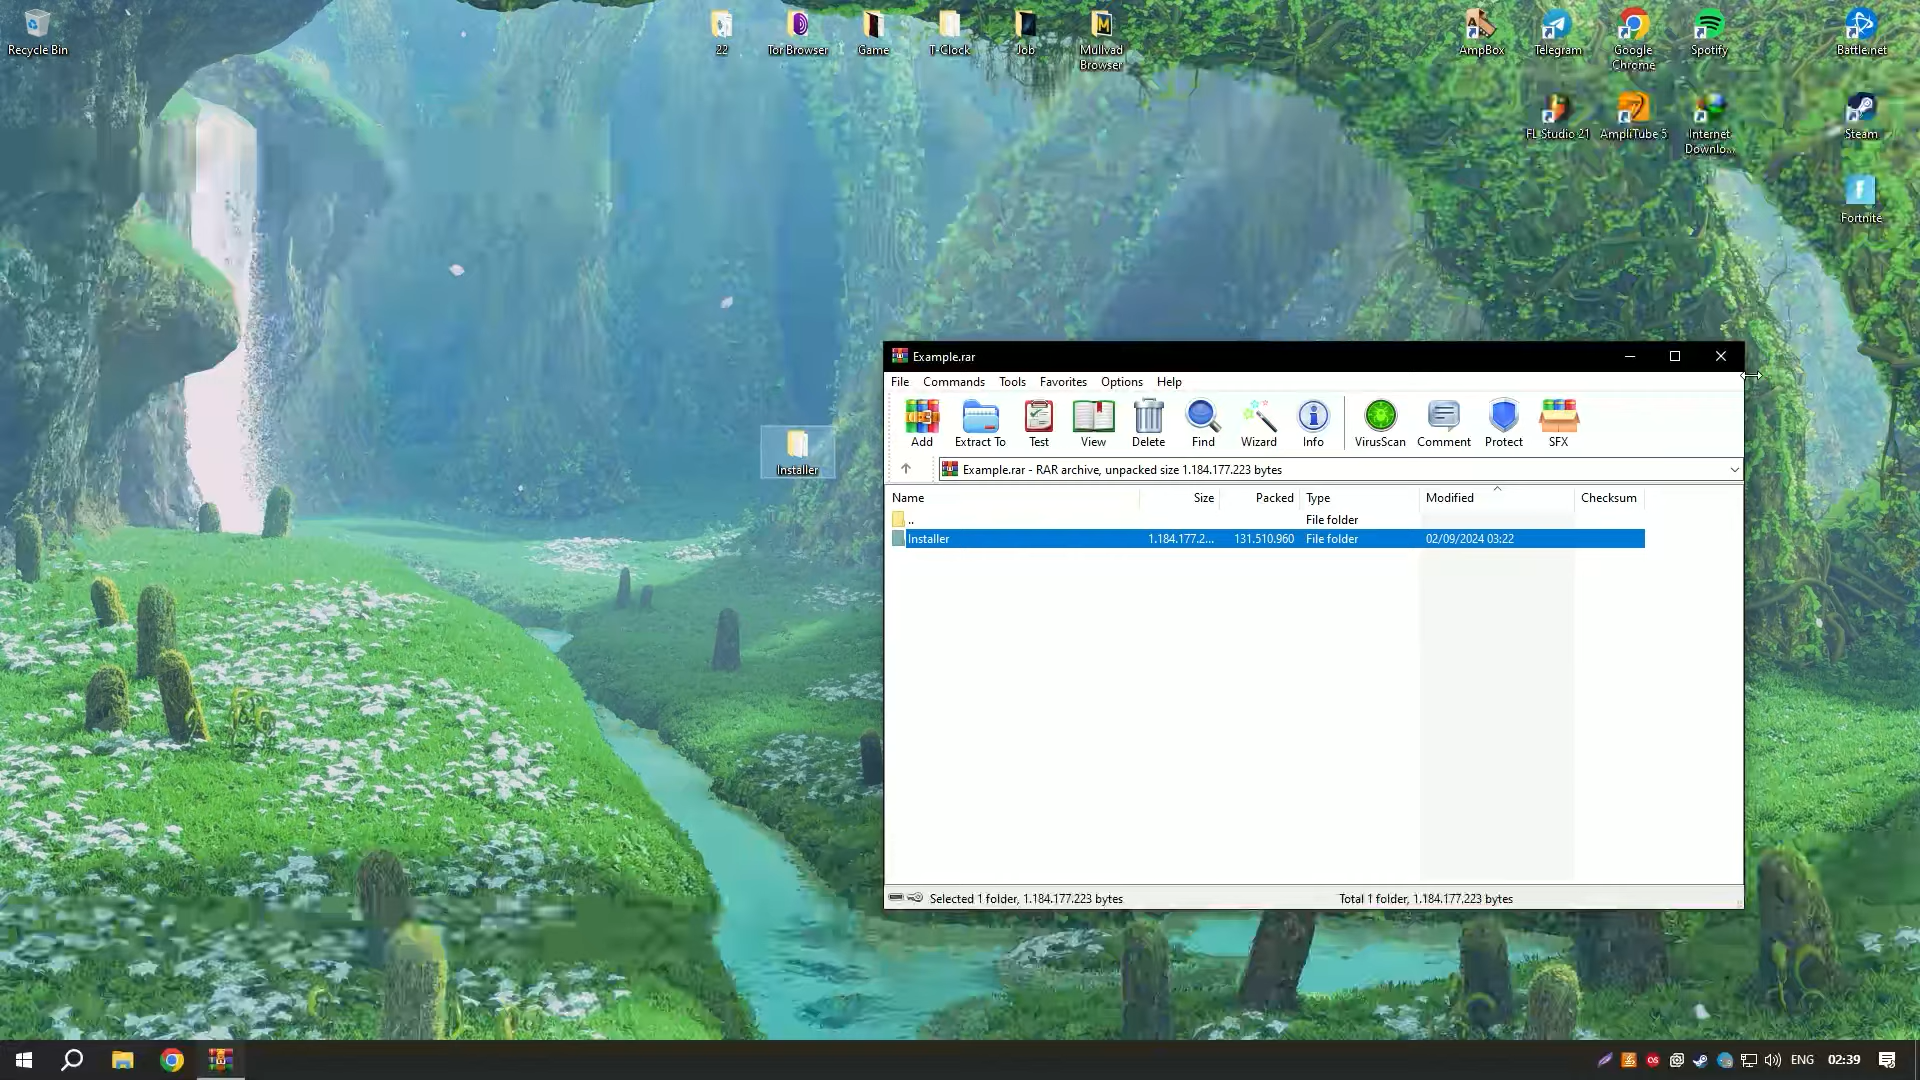 Recycle Bin
22
Tor Browser
Game
T-Clock
Job
Mullvad
Browser
AmpBox
Telegram
Google
Chrome
Spotify
Battle.net
FL Studio 21
AmpliTube 5
Internet
Downlo...
Steam
Fortnite
Installer
Example.rar
File Commands Tools Favorites Options Help
Add Extract To Test View Delete Find Wizard Info VirusScan Comment Protect SFX
Example.rar - RAR archive, unpacked size 1.184.177.223 bytes
Name Size Packed Type Modified Checksum
.. File folder
Installer 1.184.177.2... 131.510.960 File folder 02/09/2024 03:22
Selected 1 folder, 1.184.177.223 bytes Total 1 folder, 1.184.177.223 bytes
ENG 02:39